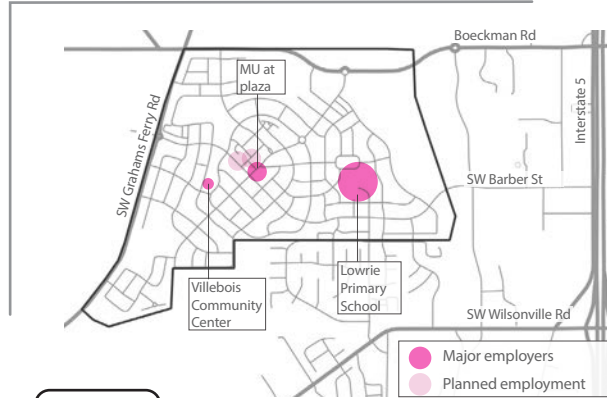 Boeckman Rd
MU at
plaza
SW Grahams Ferry Rd
Interstate 5
SW Barber St
Villebois
Community
Center
Lowrie
Primary
School
SW Wilsonville Rd
Major employers
Planned employment